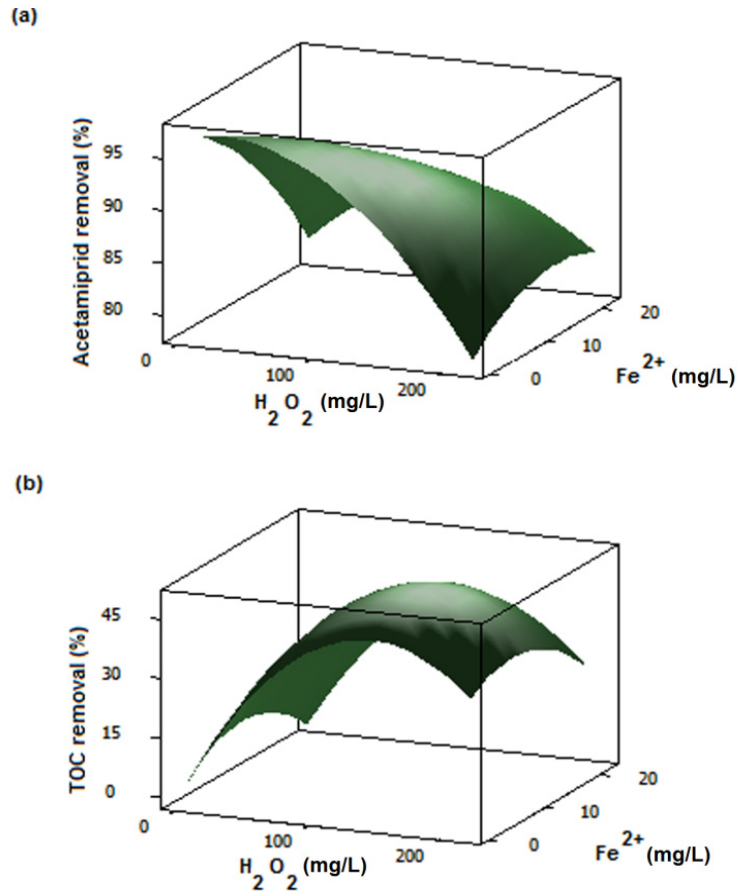 (a)
Acetamiprid removal (%)
95
90
85
80
0
100
200
H2O2 (mg/L)
0
10
20
Fe2+ (mg/L)
(b)
TOC removal (%)
45
30
15
0
0
100
200
H2O2 (mg/L)
0
10
20
Fe2+ (mg/L)